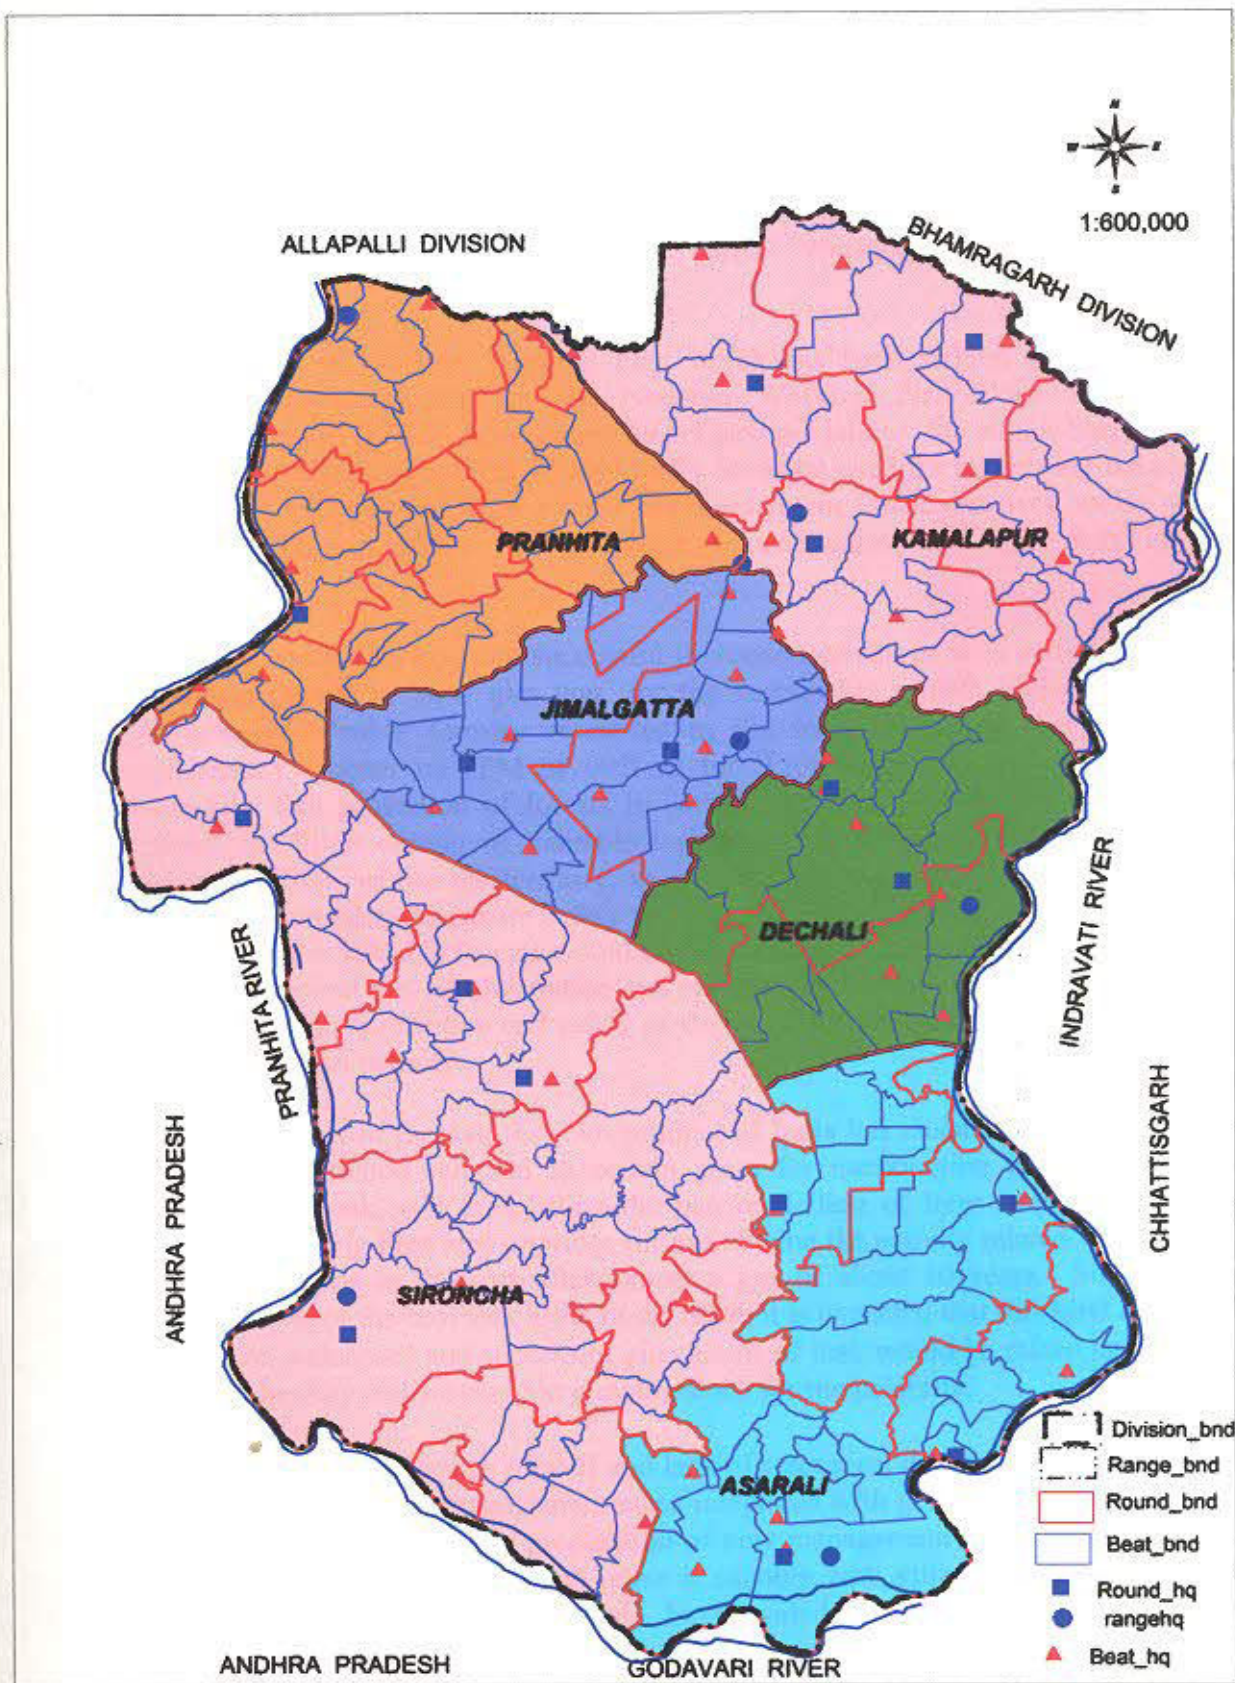 N
W E
S
1:600,000
ALLAPALLI DIVISION
BHAMRAGARH DIVISION
PRANHITA
KAMALAPUR
JIMALGATTA
DECHALI
PRANHITA RIVER
INDRAVATI RIVER
ANDHRA PRADESH
CHHATTISGARH
SIRONCHA
ASARALI
Division_bnd
Range_bnd
Round_bnd
Beat_bnd
Round_hq
rangehq
Beat_hq
ANDHRA PRADESH
GODAVARI RIVER